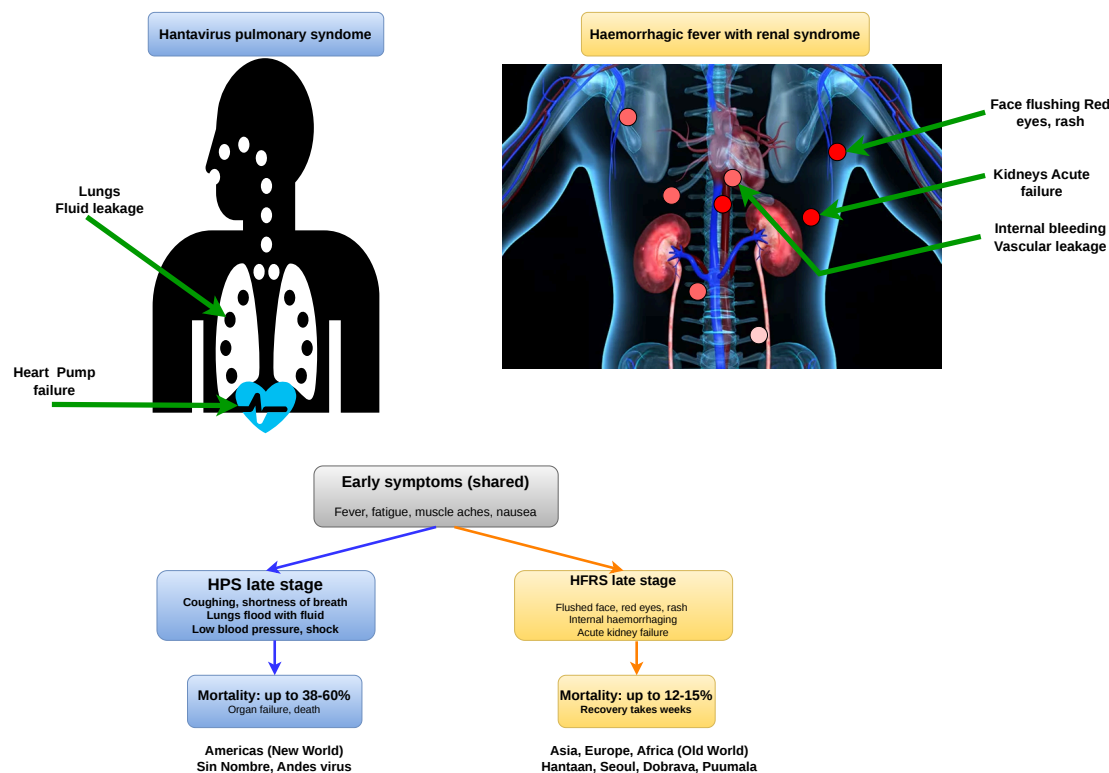 Hantavirus pulmonary syndome
Haemorrhagic fever with renal syndrome
Lungs
Fluid leakage
Heart Pump
failure
Face flushing Red
eyes, rash
Kidneys Acute
failure
Internal bleeding
Vascular leakage
Early symptoms (shared)
Fever, fatigue, muscle aches, nausea
HPS late stage
Coughing, shortness of breath
Lungs flood with fluid
Low blood pressure, shock
HFRS late stage
Flushed face, red eyes, rash
Internal haemorrhaging
Acute kidney failure
Mortality: up to 38-60%
Organ failure, death
Mortality: up to 12-15%
Recovery takes weeks
Americas (New World)
Sin Nombre, Andes virus
Asia, Europe, Africa (Old World)
Hantaan, Seoul, Dobrava, Puumala